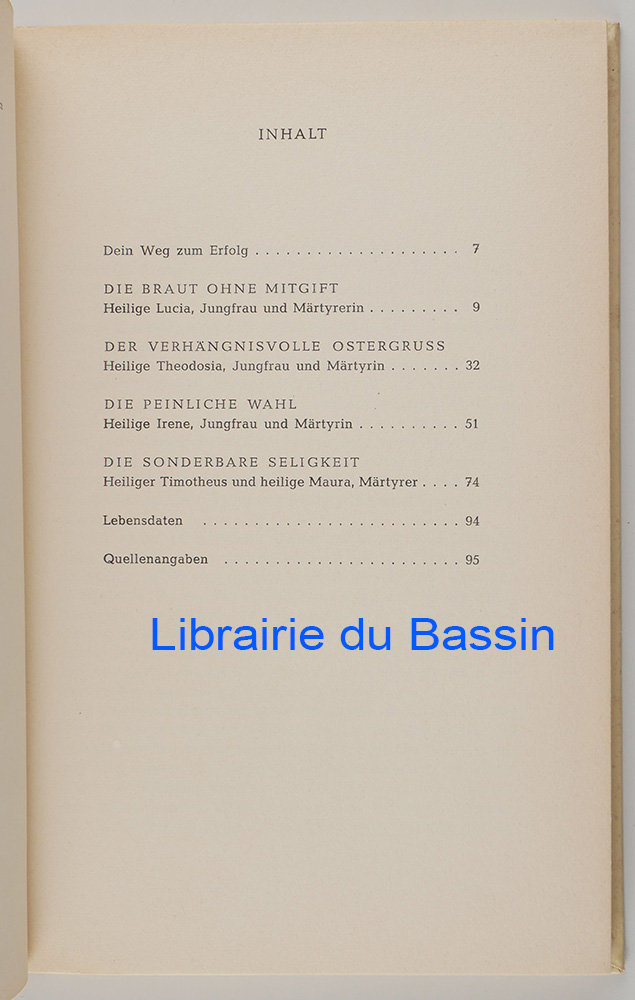 INHALT
Dein Weg zum Erfolg . . . . . . . . . . . . . . . . . . . . 7
DIE BRAUT OHNE MITGIFT
Heilige Lucia, Jungfrau und Märtyrerin . . . . . . . . . 9
DER VERHÄNGNISVOLLE OSTERGRUSS
Heilige Theodosia, Jungfrau und Märtyrin . . . . . . . 32
DIE PEINLICHE WAHL
Heilige Irene, Jungfrau und Märtyrin . . . . . . . . . . 51
DIE SONDERBARE SELIGKEIT
Heiliger Timotheus und heilige Maura, Märtyrer . . . . 74
Lebensdaten . . . . . . . . . . . . . . . . . . . . . . . . . 94
Quellenangaben . . . . . . . . . . . . . . . . . . . . . . . 95
Librairie du Bassin